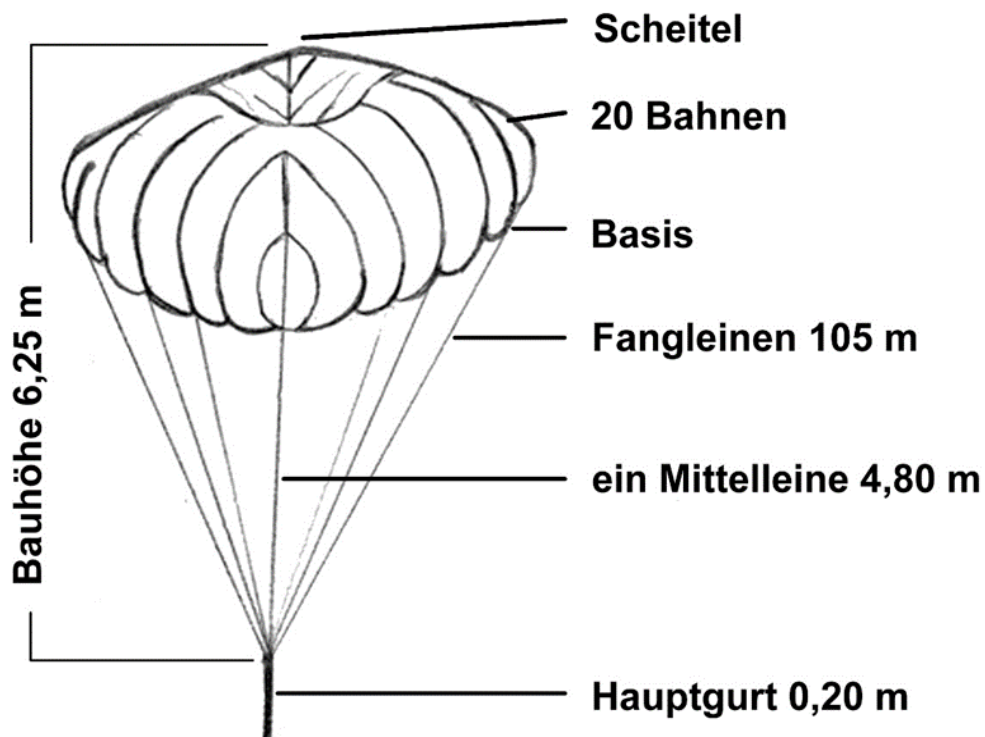 Scheitel
20 Bahnen
Basis
Fangleinen 105 m
ein Mittelleine 4,80 m
Hauptgurt 0,20 m
Bauhöhe 6,25 m